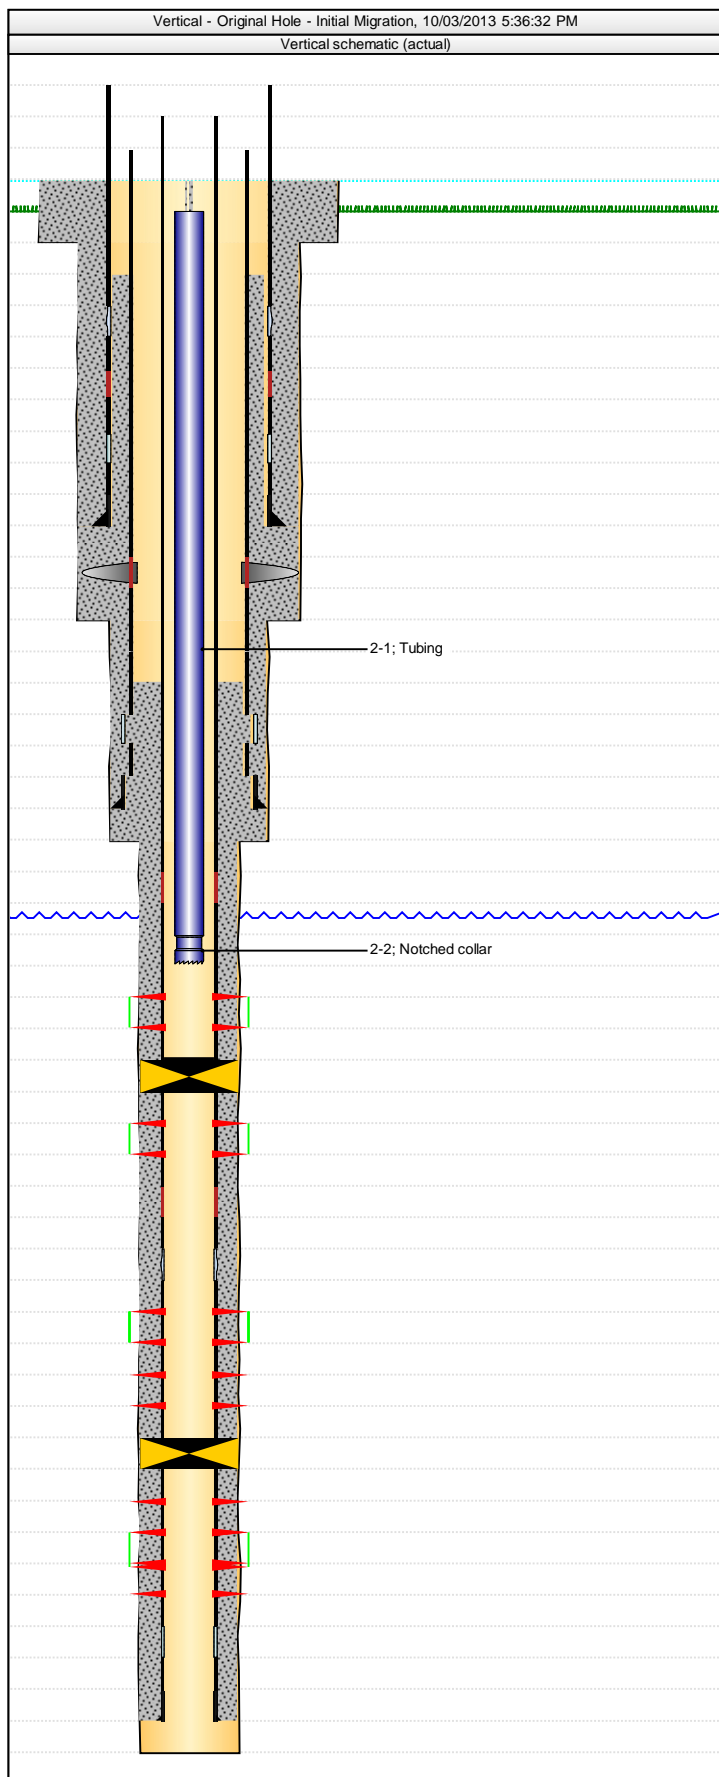 Vertical - Original Hole - Initial Migration, 10/03/2013 5:36:32 PM
Vertical schematic (actual)
2-1; Tubing
2-2; Notched collar